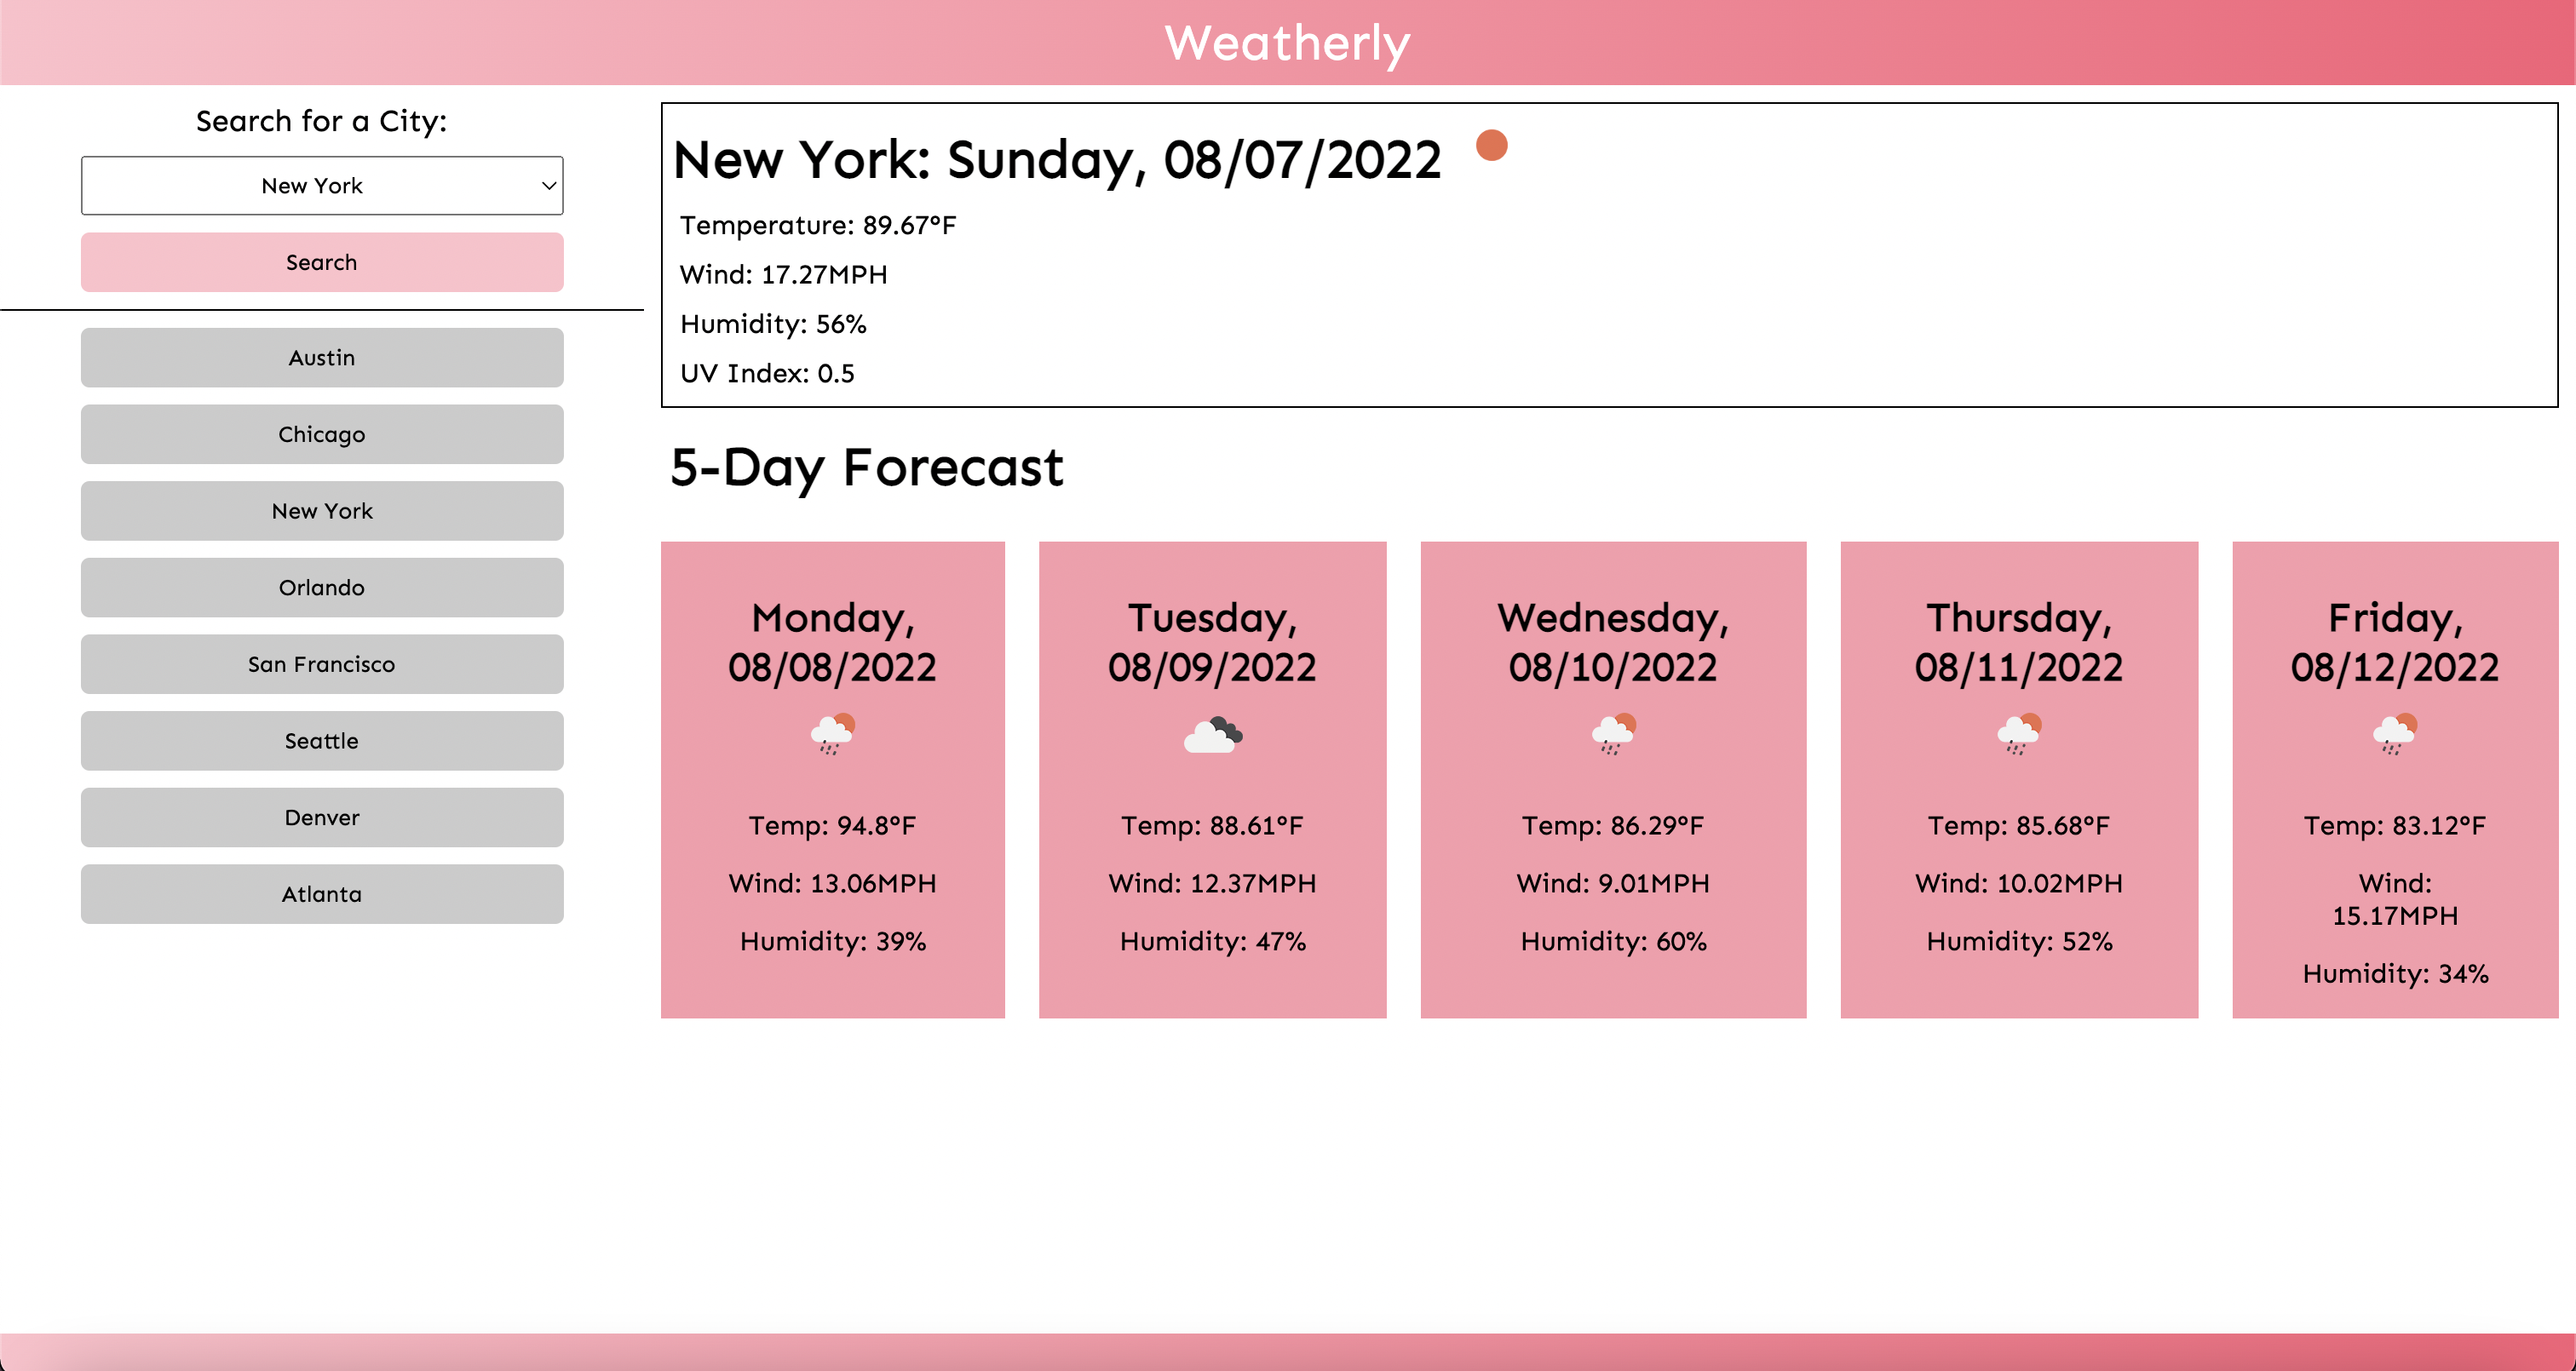 Weatherly
Search for a City:
New York
Search
Austin
Chicago
New York
Orlando
San Francisco
Seattle
Denver
Atlanta
New York: Sunday, 08/07/2022
Temperature: 89.67°F
Wind: 17.27MPH
Humidity: 56%
UV Index: 0.5
5-Day Forecast
Monday,
08/08/2022
Temp: 94.8°F
Wind: 13.06MPH
Humidity: 39%
Tuesday,
08/09/2022
Temp: 88.61°F
Wind: 12.37MPH
Humidity: 47%
Wednesday,
08/10/2022
Temp: 86.29°F
Wind: 9.01MPH
Humidity: 60%
Thursday,
08/11/2022
Temp: 85.68°F
Wind: 10.02MPH
Humidity: 52%
Friday,
08/12/2022
Temp: 83.12°F
Wind:
15.17MPH
Humidity: 34%